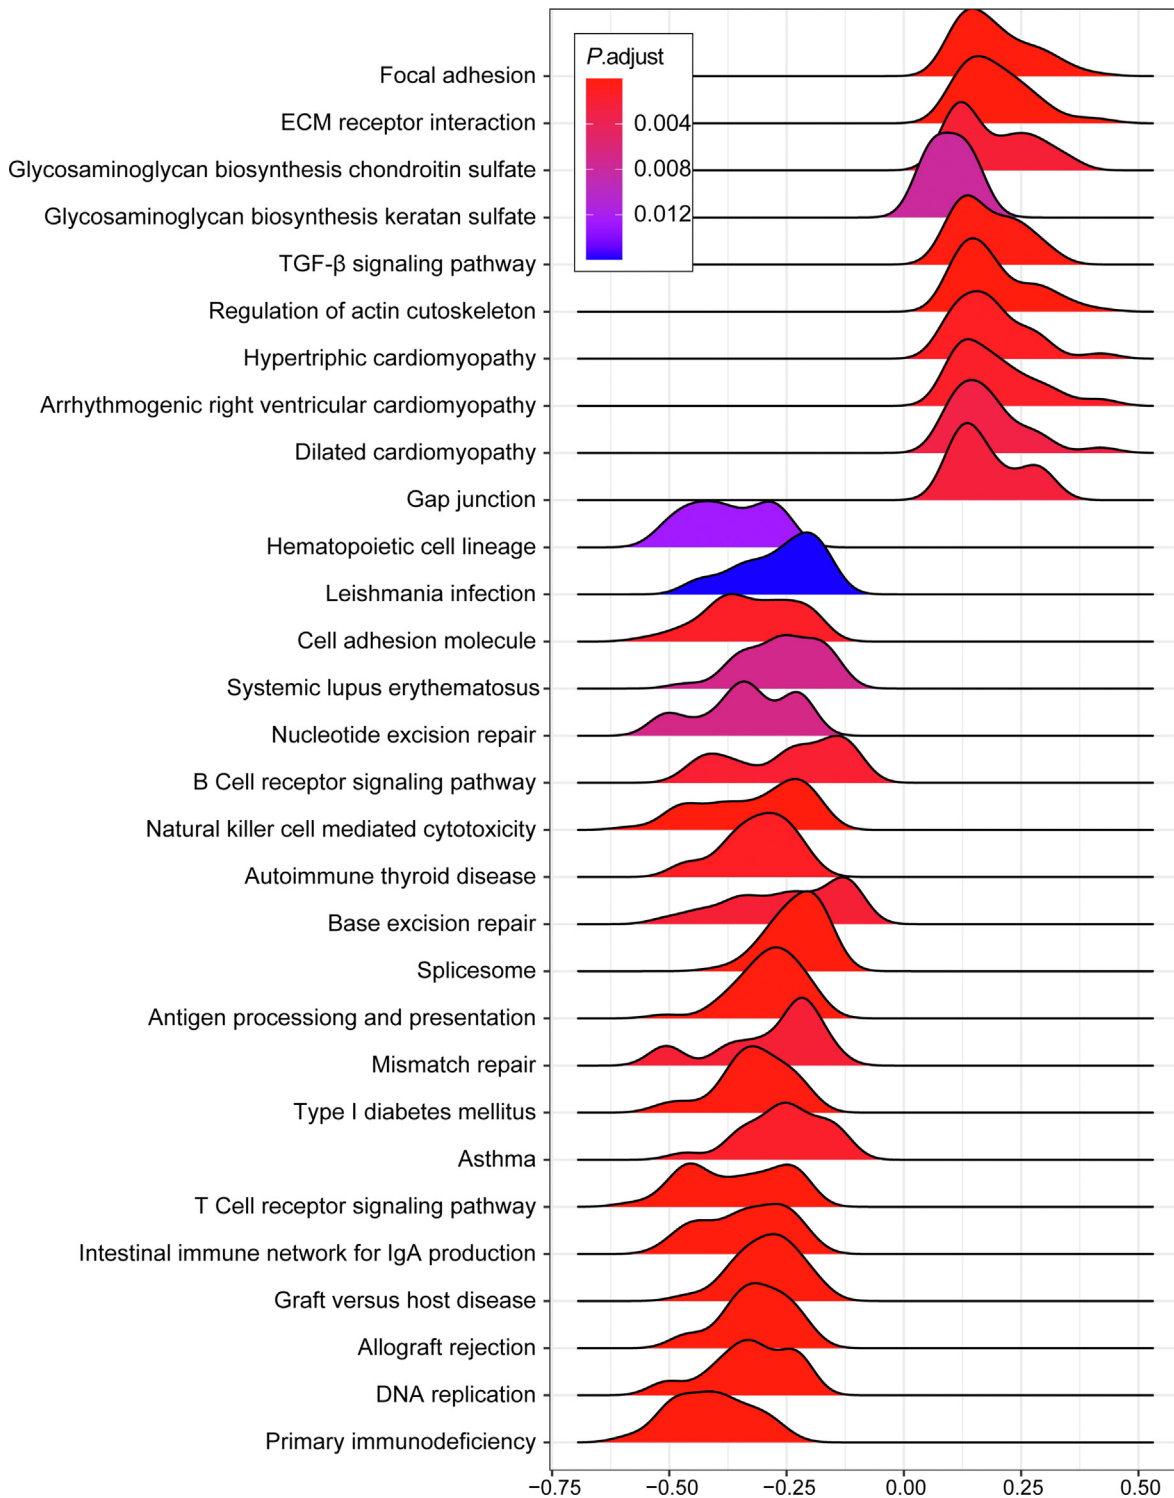 P.adjust
0.004
0.008
0.012
Focal adhesion
ECM receptor interaction
Glycosaminoglycan biosynthesis chondroitin sulfate
Glycosaminoglycan biosynthesis keratan sulfate
TGF-β signaling pathway
Regulation of actin cutoskeleton
Hypertriphic cardiomyopathy
Arrhythmogenic right ventricular cardiomyopathy
Dilated cardiomyopathy
Gap junction
Hematopoietic cell lineage
Leishmania infection
Cell adhesion molecule
Systemic lupus erythematosus
Nucleotide excision repair
B Cell receptor signaling pathway
Natural killer cell mediated cytotoxicity
Autoimmune thyroid disease
Base excision repair
Splicesome
Antigen processiong and presentation
Mismatch repair
Type I diabetes mellitus
Asthma
T Cell receptor signaling pathway
Intestinal immune network for IgA production
Graft versus host disease
Allograft rejection
DNA replication
Primary immunodeficiency
−0.75 −0.50 −0.25 0.00 0.25 0.50